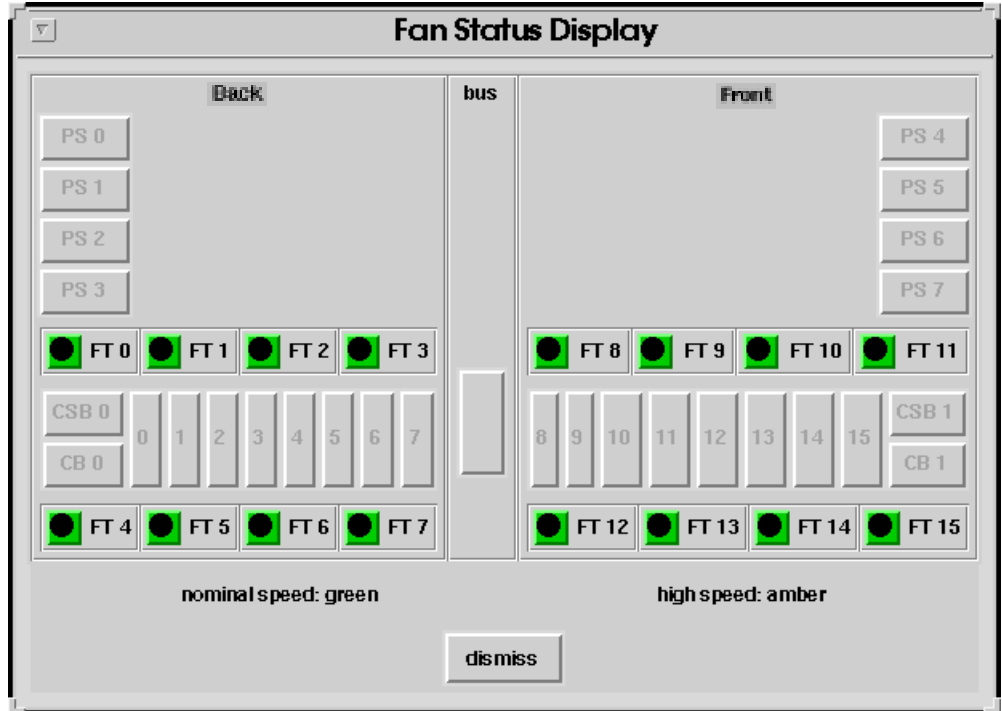 Fan Status Display
Back
bus
Front
PS 0
PS 4
PS 1
PS 5
PS 2
PS 6
PS 3
PS 7
FT 0 FT 1 FT 2 FT 3
FT 8 FT 9 FT 10 FT 11
CSB 0
CB 0
0 1 2 3 4 5 6 7
8 9 10 11 12 13 14 15
CSB 1
CB 1
FT 4 FT 5 FT 6 FT 7
FT 12 FT 13 FT 14 FT 15
nominal speed: green
high speed: amber
dismiss